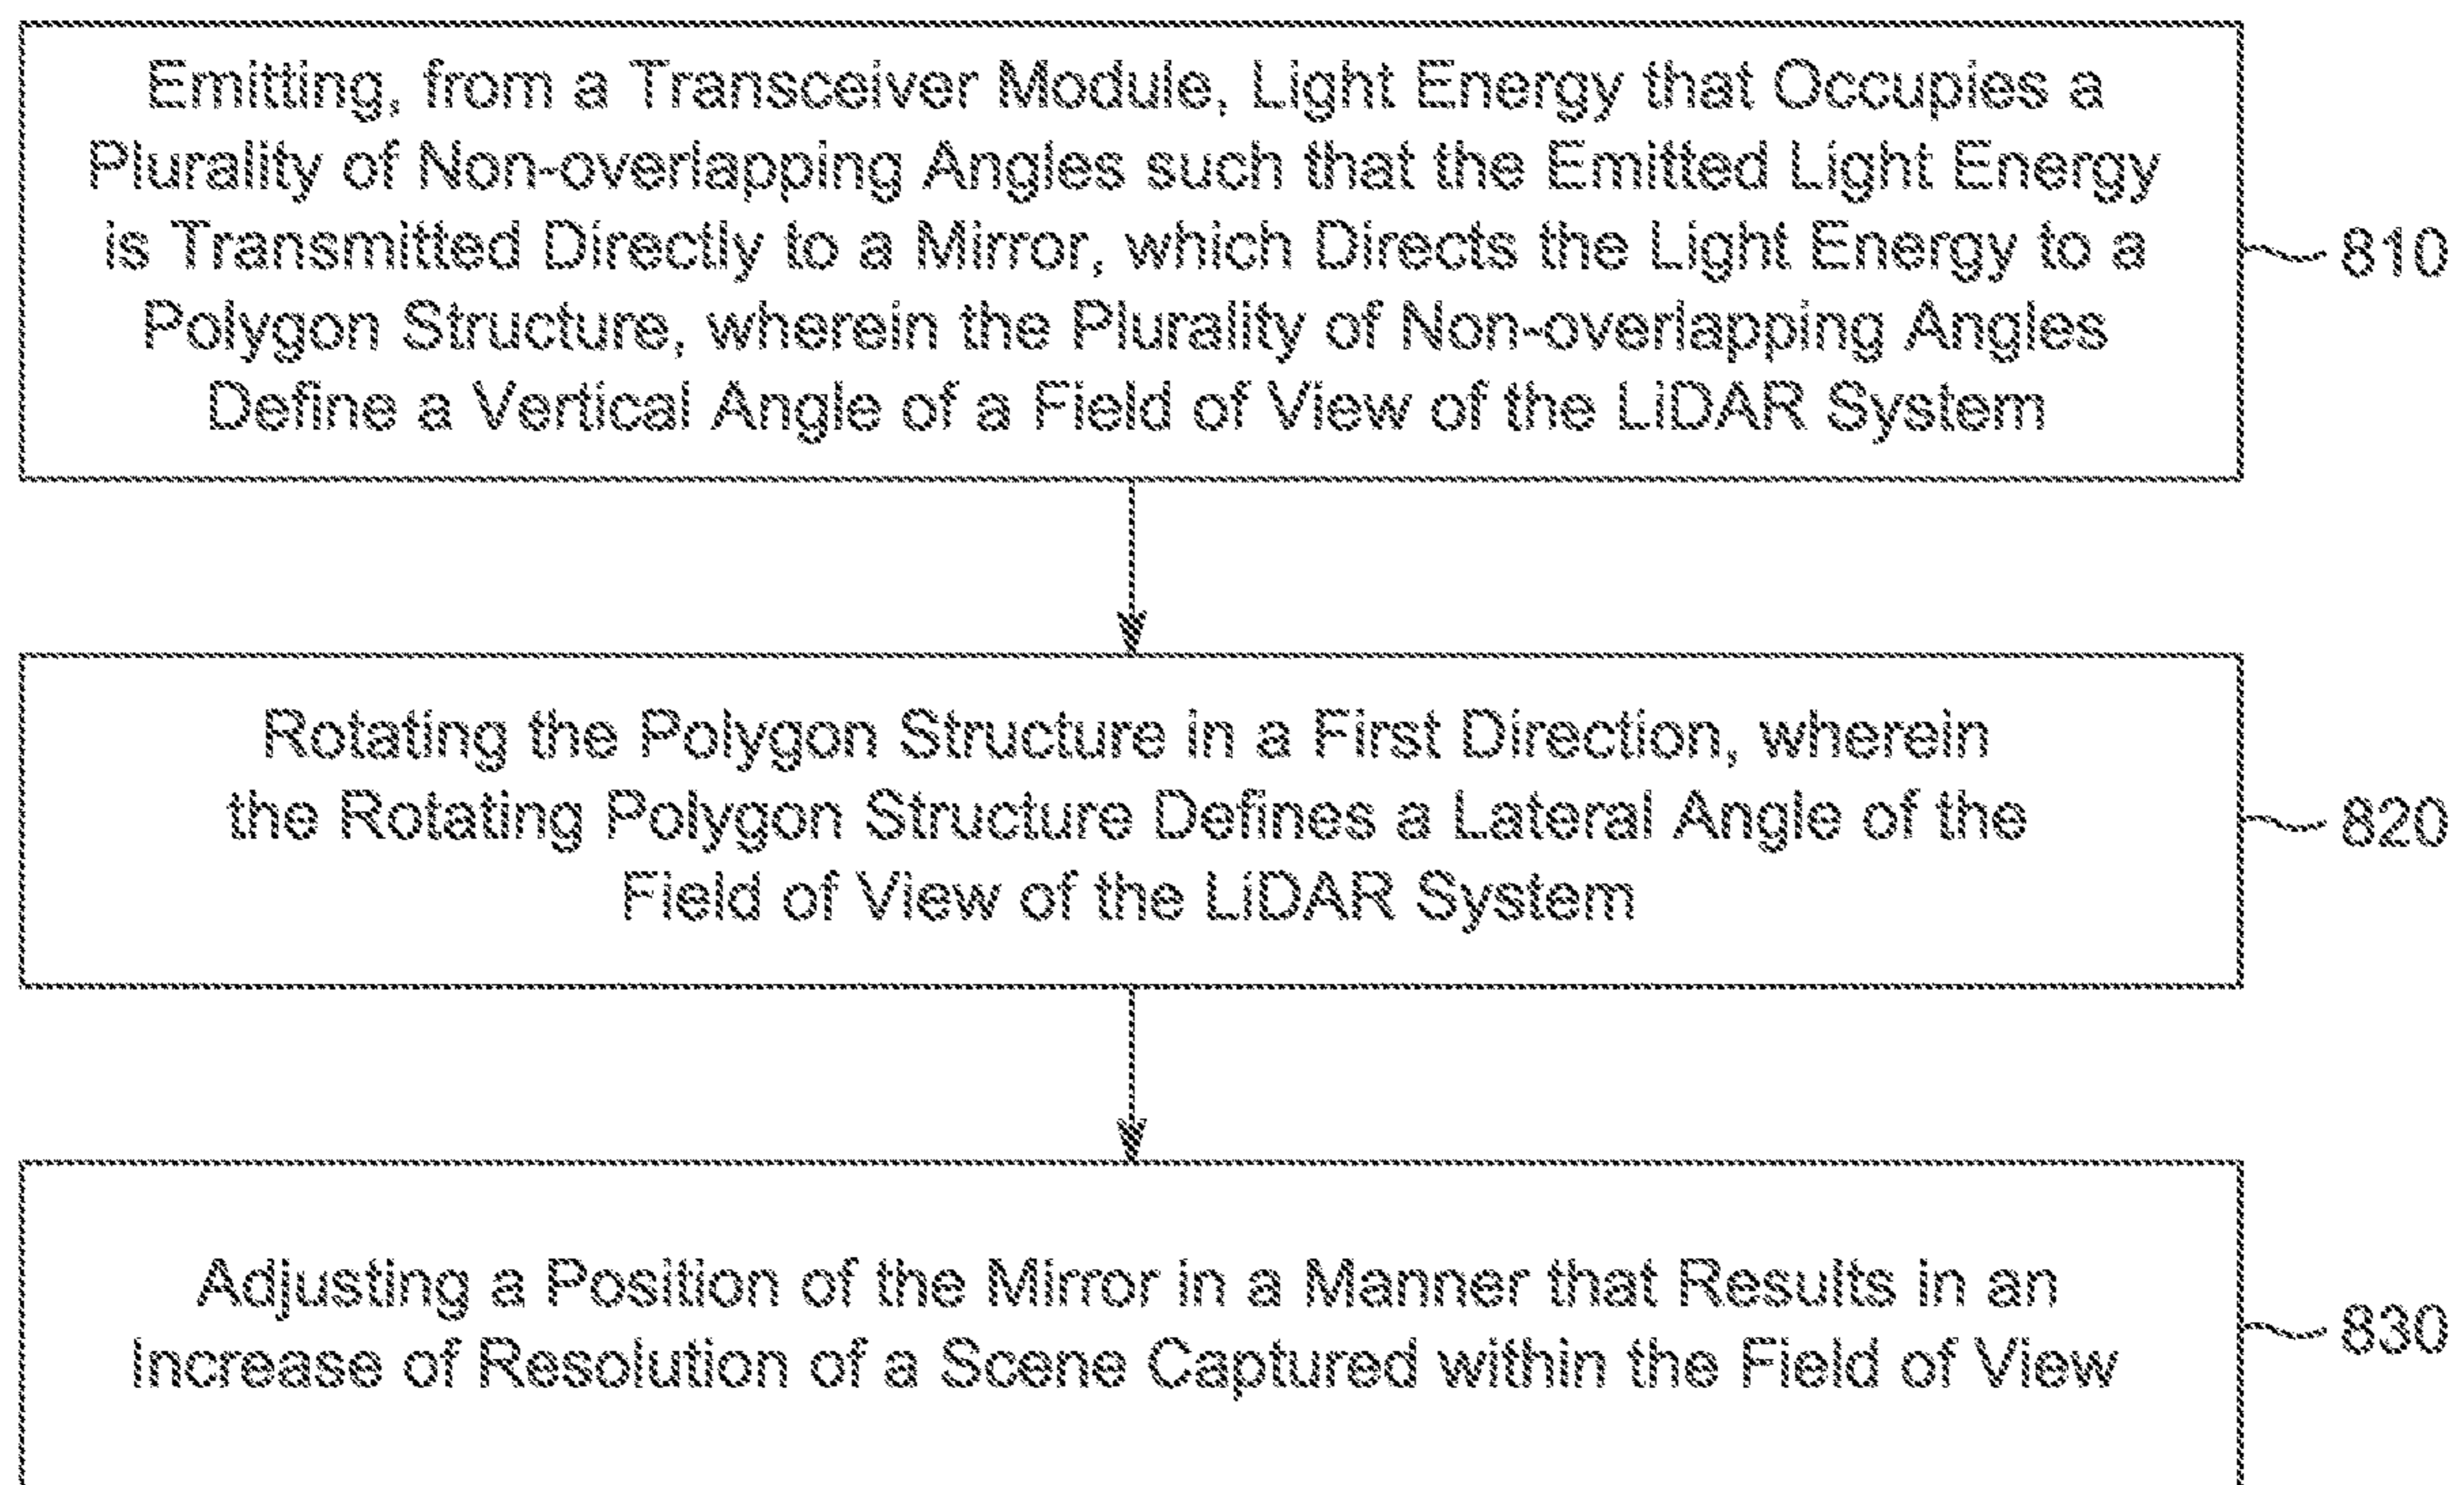 Emitting, from a Transceiver Module, Light Energy that Occupies a
Plurality of Non-overlapping Angles such that the Emitted Light Energy
is Transmitted Directly to a Mirror, which Directs the Light Energy to a
Polygon Structure, wherein the Plurality of Non-overlapping Angles
Define a Vertical Angle of a Field of View of the LiDAR System
810
Rotating the Polygon Structure in a First Direction, wherein
the Rotating Polygon Structure Defines a Lateral Angle of the
Field of View of the LiDAR System
820
Adjusting a Position of the Mirror in a Manner that Results in an
Increase of Resolution of a Scene Captured within the Field of View
830